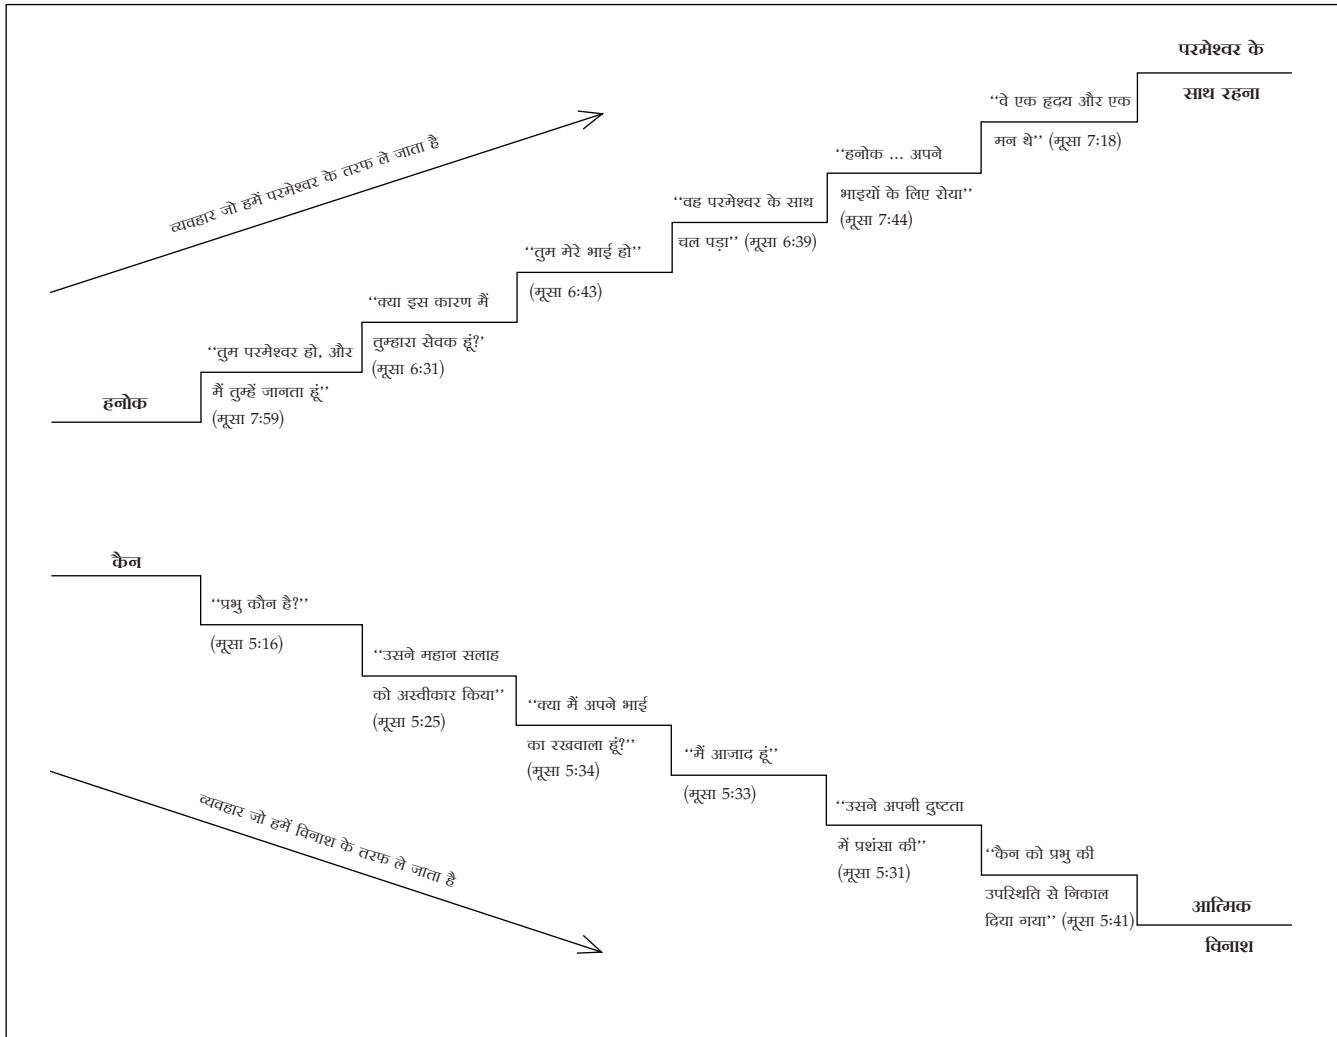 परमेश्वर के
साथ रहना
‘‘वे एक हृदय और एक
मन थे’’ (मूसा 7:18)
‘‘हनोक ... अपने
भाइयों के लिए रोया’’
(मूसा 7:44)
‘‘वह परमेश्वर के साथ
चल पड़ा’’ (मूसा 6:39)
‘‘तुम मेरे भाई हो’’
(मूसा 6:43)
‘‘क्या इस कारण मैं
तुम्हारा सेवक हूं?’
(मूसा 6:31)
‘‘तुम परमेश्वर हो, और
मैं तुम्हें जानता हूं’’
(मूसा 7:59)
हनोक
व्यवहार जो हमें परमेश्वर के तरफ ले जाता है
कैन
‘‘प्रभु कौन है?’’
(मूसा 5:16)
‘‘उसने महान सलाह
को अस्वीकार किया’’
(मूसा 5:25)
‘‘क्या मैं अपने भाई
का रखवाला हूं?’’
(मूसा 5:34)
‘‘मैं आजाद हूं’’
(मूसा 5:33)
‘‘उसने अपनी दुष्टता
में प्रशंसा की’’
(मूसा 5:31)
‘‘कैन को प्रभु की
उपस्थिति से निकाल
दिया गया’’ (मूसा 5:41)
आत्मिक
विनाश
व्यवहार जो हमें विनाश के तरफ ले जाता है